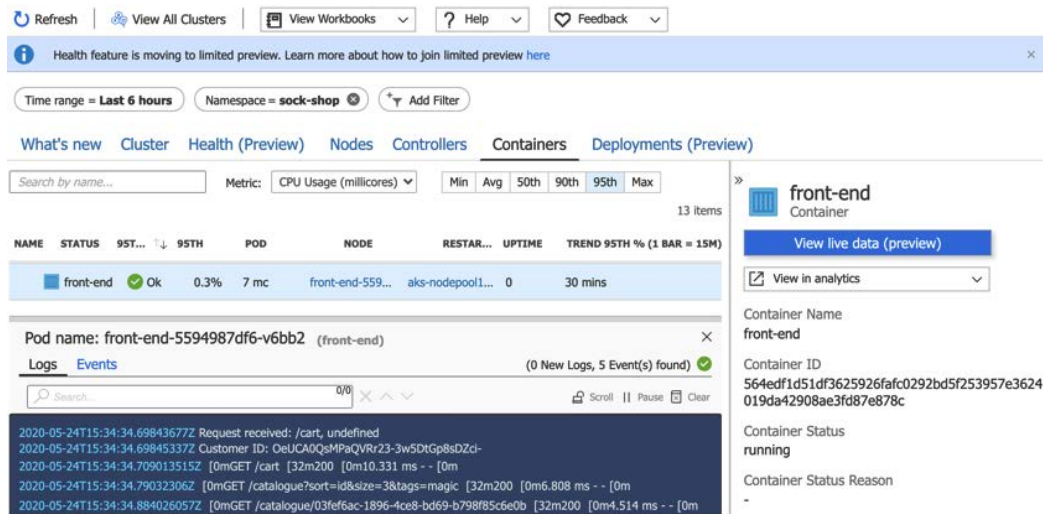 Refresh View All Clusters View Workbooks Help Feedback
Health feature is moving to limited preview. Learn more about how to join limited preview here
Time range = Last 6 hours Namespace = sock-shop Add Filter
What's new Cluster Health (Preview) Nodes Controllers Containers Deployments (Preview)
Search by name... Metric: CPU Usage (millicores) Min Avg 50th 90th 95th Max
13 items
NAME STATUS 95T... 95TH POD NODE RESTAR... UPTIME TREND 95TH % (1 BAR = 15M)
front-end Ok 0.3% 7 mc front-end-559... aks-nodepool1... 0 30 mins
Pod name: front-end-5594987df6-v6bb2 (front-end)
Logs Events (0 New Logs, 5 Event(s) found)
Search... 0/0 Scroll Pause Clear
2020-05-24T15:34:34.69843677Z Request received: /cart, undefined
2020-05-24T15:34:34.69845337Z Customer ID: OeUCA0QsMPaQVRr23-3w5DtGp8sDZci-
2020-05-24T15:34:34.709013515Z [0mGET /cart [32m200 [0m10.331 ms - - [0m
2020-05-24T15:34:34.79032306Z [0mGET /catalogue?sort=id&size=3&tags=magic [32m200 [0m6.808 ms - - [0m
2020-05-24T15:34:34.884026057Z [0mGET /catalogue/03fef6ac-1896-4ce8-bd69-b798f85c6e0b [32m200 [0m4.514 ms - - [0m
front-end
Container
View live data (preview)
View in analytics
Container Name
front-end
Container ID
564edf1d51df3625926fafc0292bd5f253957e3624
019da42908ae3fd87e878c
Container Status
running
Container Status Reason
-